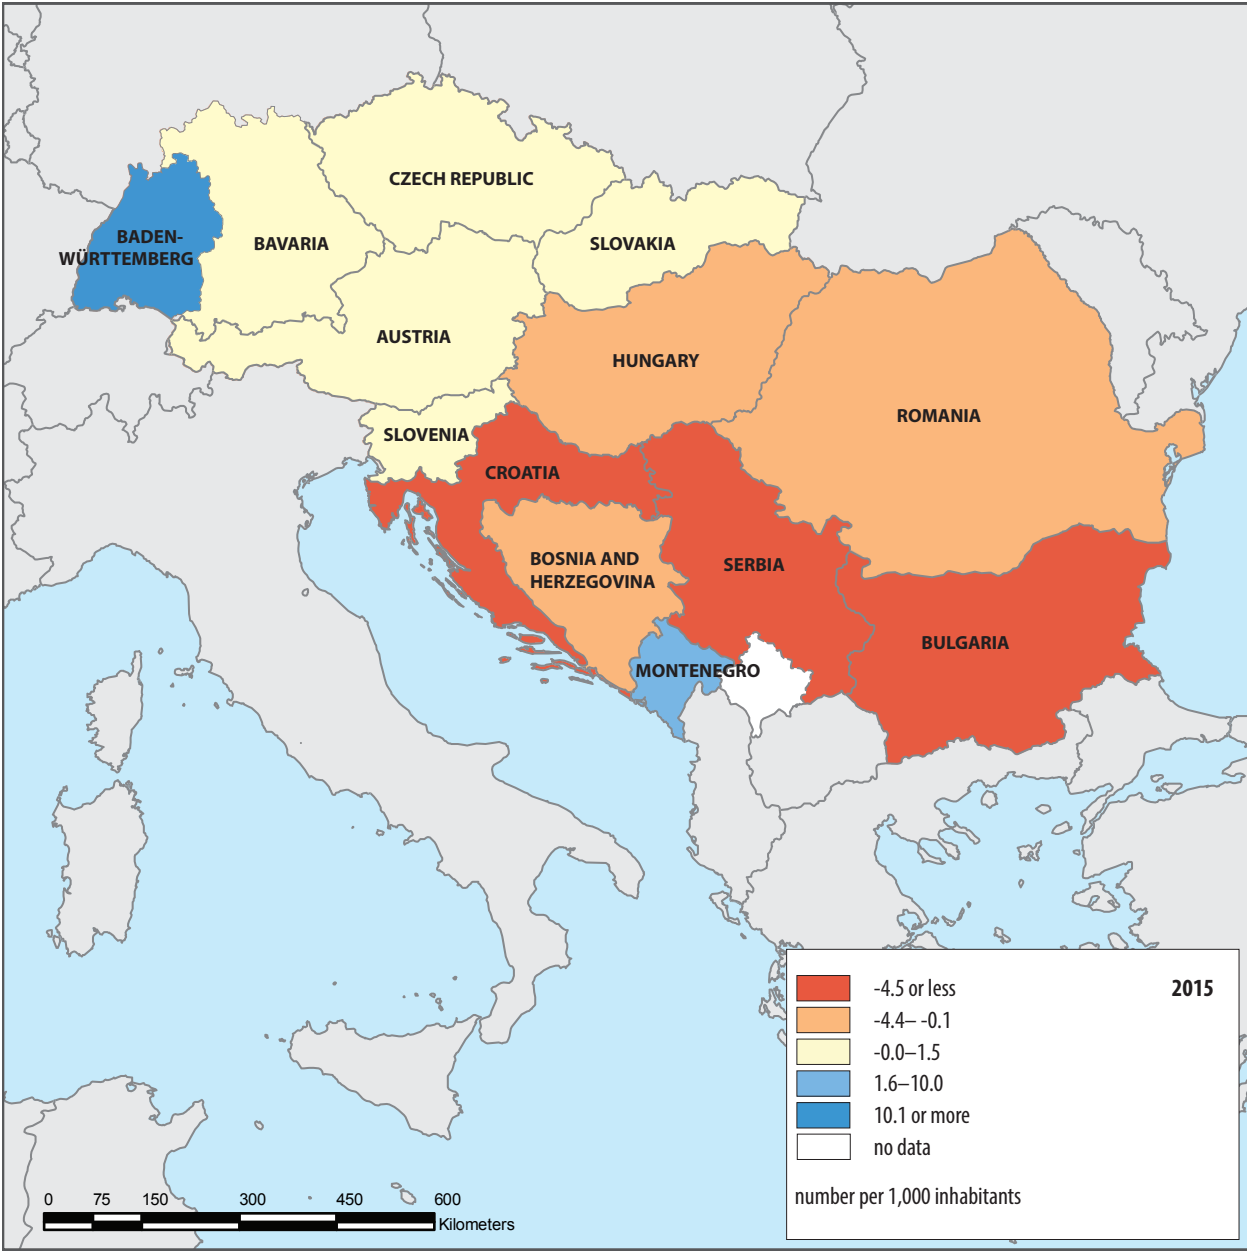 CZECH REPUBLIC
BADEN-
WÜRTTEMBERG
BAVARIA
SLOVAKIA
AUSTRIA
HUNGARY
ROMANIA
SLOVENIA
CROATIA
BOSNIA AND
HERZEGOVINA
SERBIA
BULGARIA
MONTENEGRO
-4.5 or less
2015
-4.4– -0.1
-0.0–1.5
1.6–10.0
10.1 or more
no data
number per 1,000 inhabitants
0 75 150 300 450 600
Kilometers